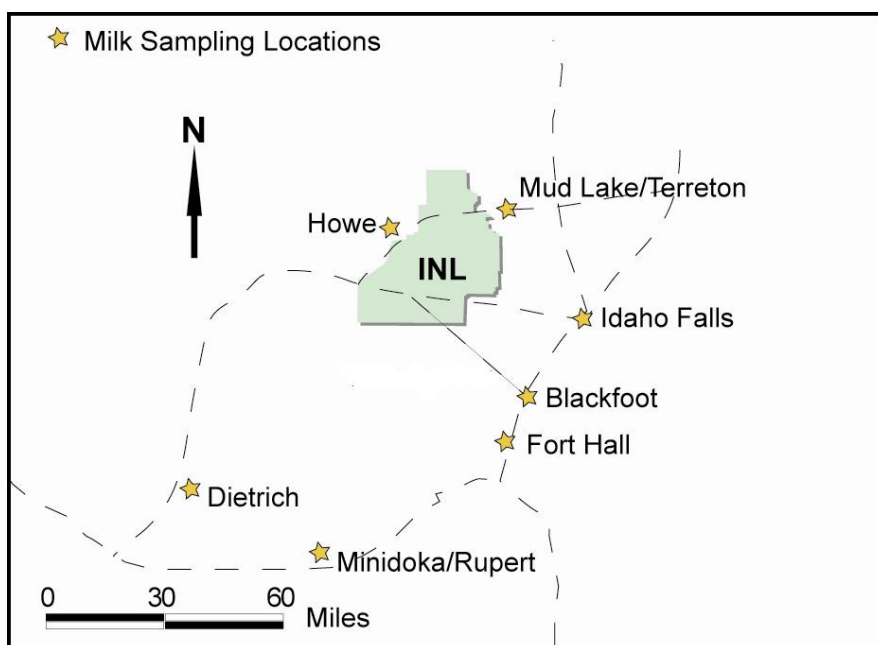 Milk Sampling Locations
N
Mud Lake/Terreton
Howe
INL
Idaho Falls
Blackfoot
Fort Hall
Dietrich
Minidoka/Rupert
0 30 60
Miles